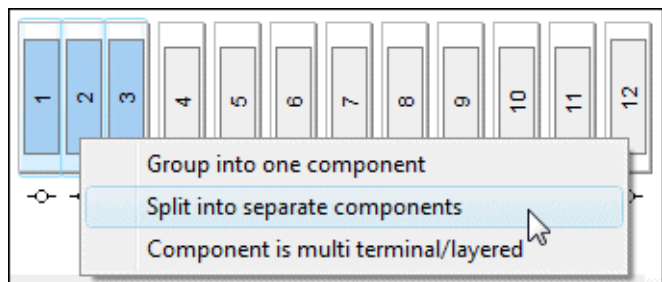 1 2 3 4 5 6 7 8 9 10 11 12
Group into one component
Split into separate components
Component is multi terminal/layered